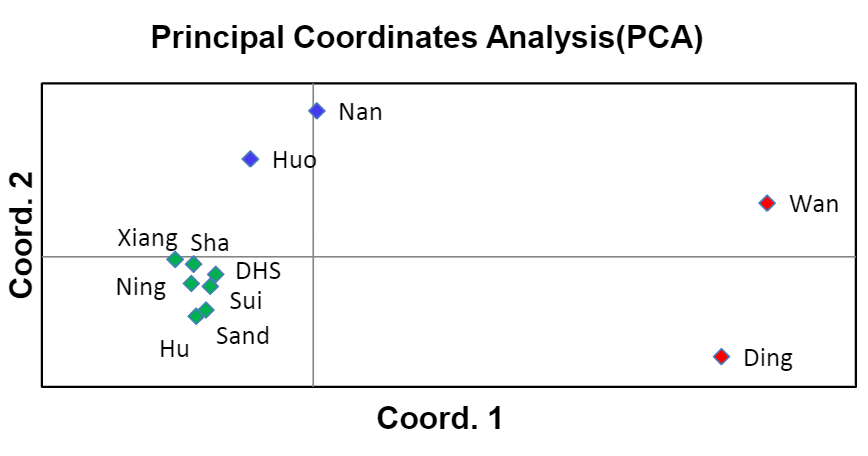 Principal Coordinates Analysis(PCA)
Nan
Huo
Wan
Xiang
Sha
DHS
Ning
Sui
Sand
Hu
Ding
Coord. 2
Coord. 1